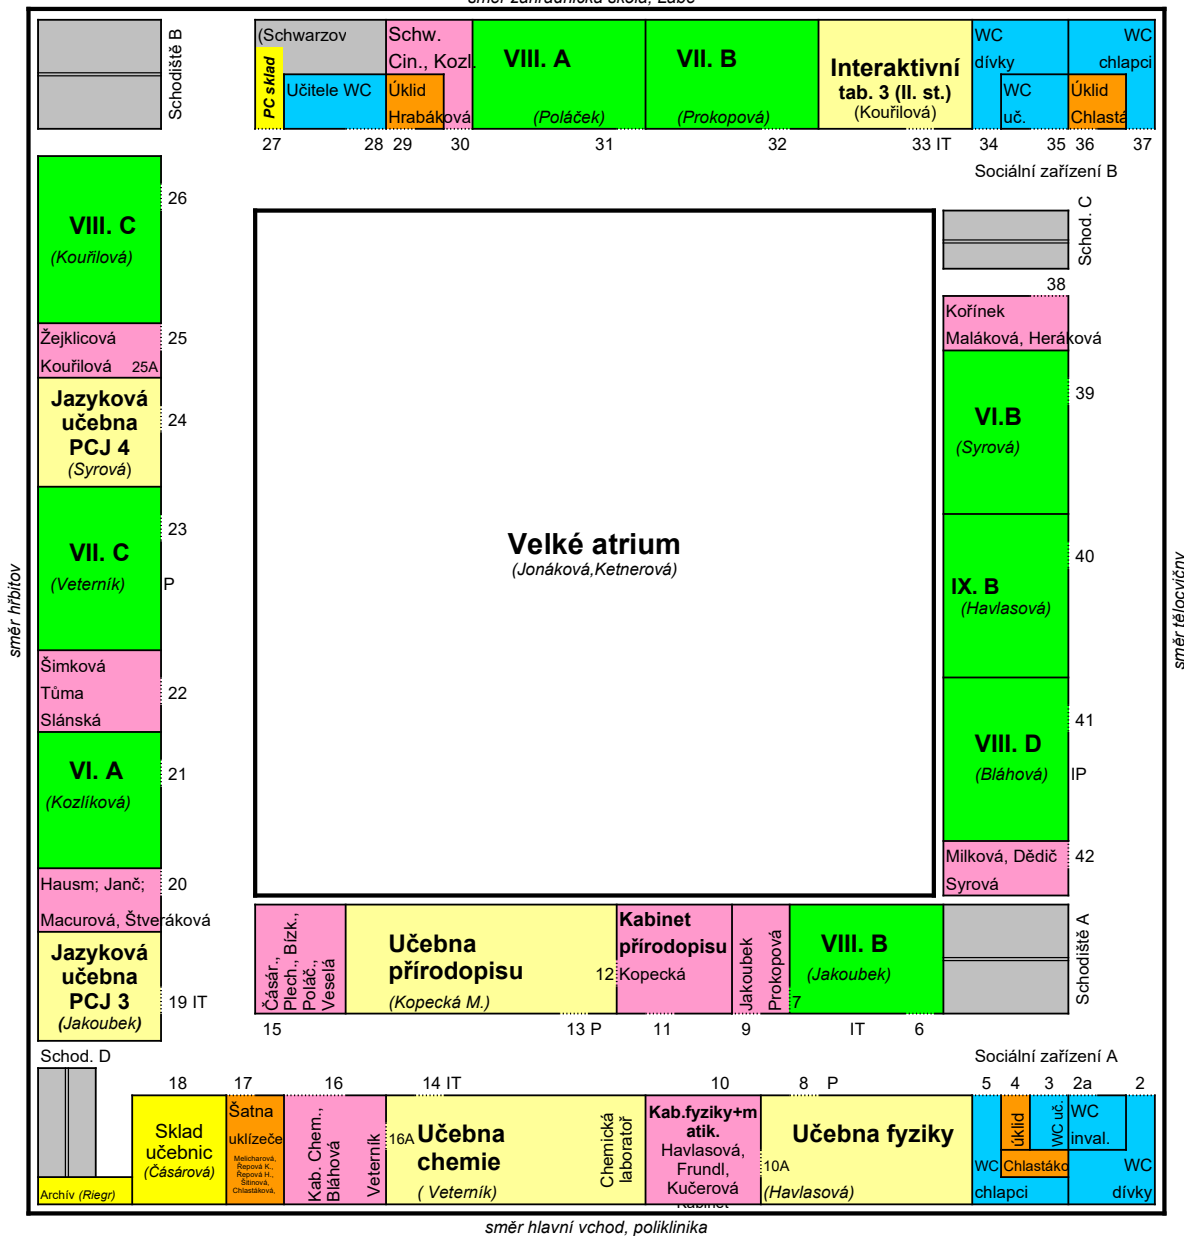 směr zahradnická škola, Labe
Schodiště B
(Schwarzov
PC sklad
Učitele WC
Schw.
Cin., Kozl.
Úklid
Hrabáková
VIII. A
(Poláček)
VII. B
(Prokopová)
Interaktivní
tab. 3 (II. st.)
(Kouřilová)
WC
dívky
WC
uč.
WC
chlapci
Úklid
Chlastá
27
28
29
30
31
32
33 IT
34
35
36
37
Sociální zařízení B
VIII. C
(Kouřilová)
26
Žejklicová
Kouřilová
25A
25
Jazyková
učebna
PCJ 4
(Syrová)
24
VII. C
(Veterník)
23
P
Šimková
Tůma
Slánská
22
VI. A
(Kozlíková)
21
Hausm; Janč;
Macurová, Štveráková
20
Jazyková
učebna
PCJ 3
(Jakoubek)
19 IT
směr hřbitov
Velké atrium
(Jonáková,Ketnerová)
Schod. C
38
Kořínek
Maláková, Heráková
VI.B
(Syrová)
39
IX. B
(Havlasová)
40
VIII. D
(Bláhová)
41
IP
Milková, Dědič
Syrová
42
směr tělocvičny
Čásár.,
Plech., Bízk.,
Poláč.,
Veselá
Učebna
přírodopisu
(Kopecká M.)
12
Kabinet
přírodopisu
Kopecká
Jakoubek
Prokopová
7
VIII. B
(Jakoubek)
Schodiště A
15
13 P
11
9
IT
6
Schod. D
Sociální zařízení A
18
17
16
14 IT
10
8
P
5
4
3
2a
2
Archív (Riegr)
Sklad
učebnic
(Čásárová)
Šatna
uklízeče
Melicharová,
Řepová K.,
Řepová H.,
Šitinová,
Chlastáková,
Kab. Chem.,
Bláhová
Veterník
16A
Učebna
chemie
( Veterník)
Chemická
laboratoř
Kab.fyziky+m
atik.
Havlasová,
Frundl,
Kučerová
Kabinet
10A
Učebna fyziky
(Havlasová)
WC
chlapci
úklid
WC uč.
Chlastáko
WC
inval.
WC
dívky
směr hlavní vchod, poliklinika